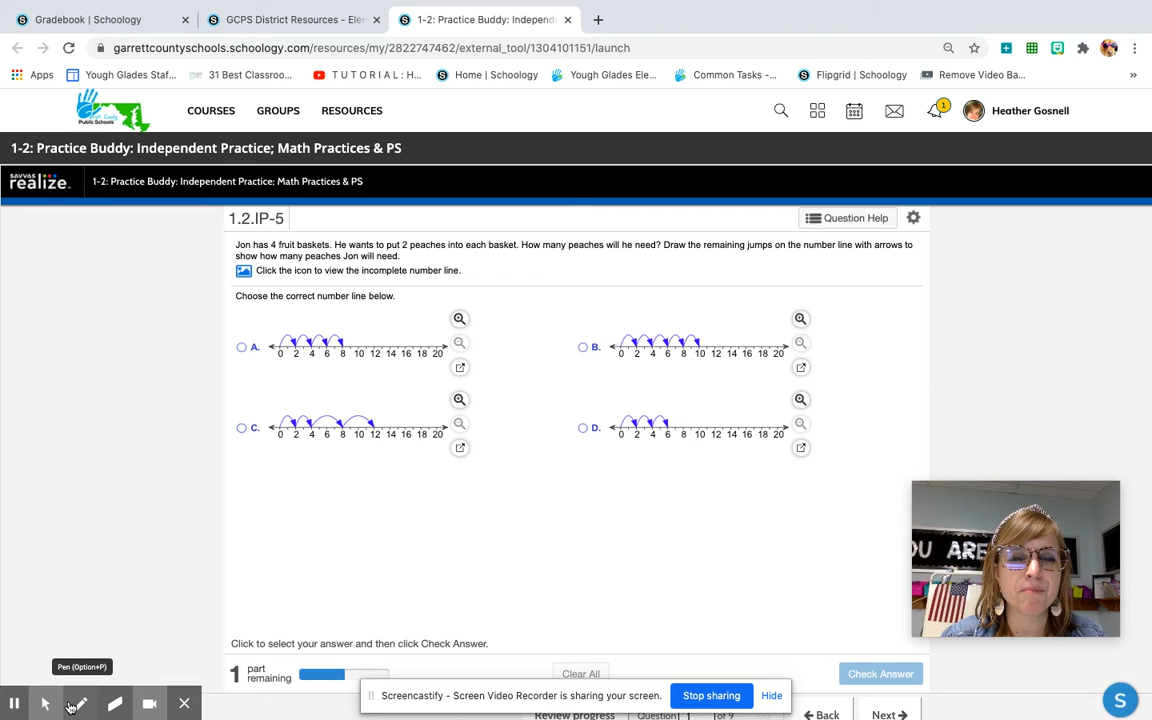 Gradebook | Schoology
GCPS District Resources - Elen
1-2: Practice Buddy: Independ
garrettcountyschools.schoology.com/resources/my/2822747462/external_tool/1304101151/launch
Apps
Yough Glades Staf...
31 Best Classroo...
T U T O R I A L : H...
Home | Schoology
Yough Glades Ele...
Common Tasks -...
Flipgrid | Schoology
Remove Video Ba...
»
Public Schools
COURSES
GROUPS
RESOURCES
1
Heather Gosnell
1-2: Practice Buddy: Independent Practice; Math Practices & PS
SAVVAS
realize
1-2: Practice Buddy: Independent Practice; Math Practices & PS
1.2.IP-5
Question Help
Jon has 4 fruit baskets. He wants to put 2 peaches into each basket. How many peaches will he need? Draw the remaining jumps on the number line with arrows to
show how many peaches Jon will need.
Click the icon to view the incomplete number line.
Choose the correct number line below.
A.
0 2 4 6 8 10 12 14 16 18 20
B.
0 2 4 6 8 10 12 14 16 18 20
C.
0 2 4 6 8 10 12 14 16 18 20
D.
0 2 4 6 8 10 12 14 16 18 20
OU ARE
Click to select your answer and then click Check Answer.
Pen (Option+P)
1 part
remaining
Clear All
Check Answer
Screencastify - Screen Video Recorder is sharing your screen.
Stop sharing
Hide
Review progress
Question 1 of 9
Back
Next
S